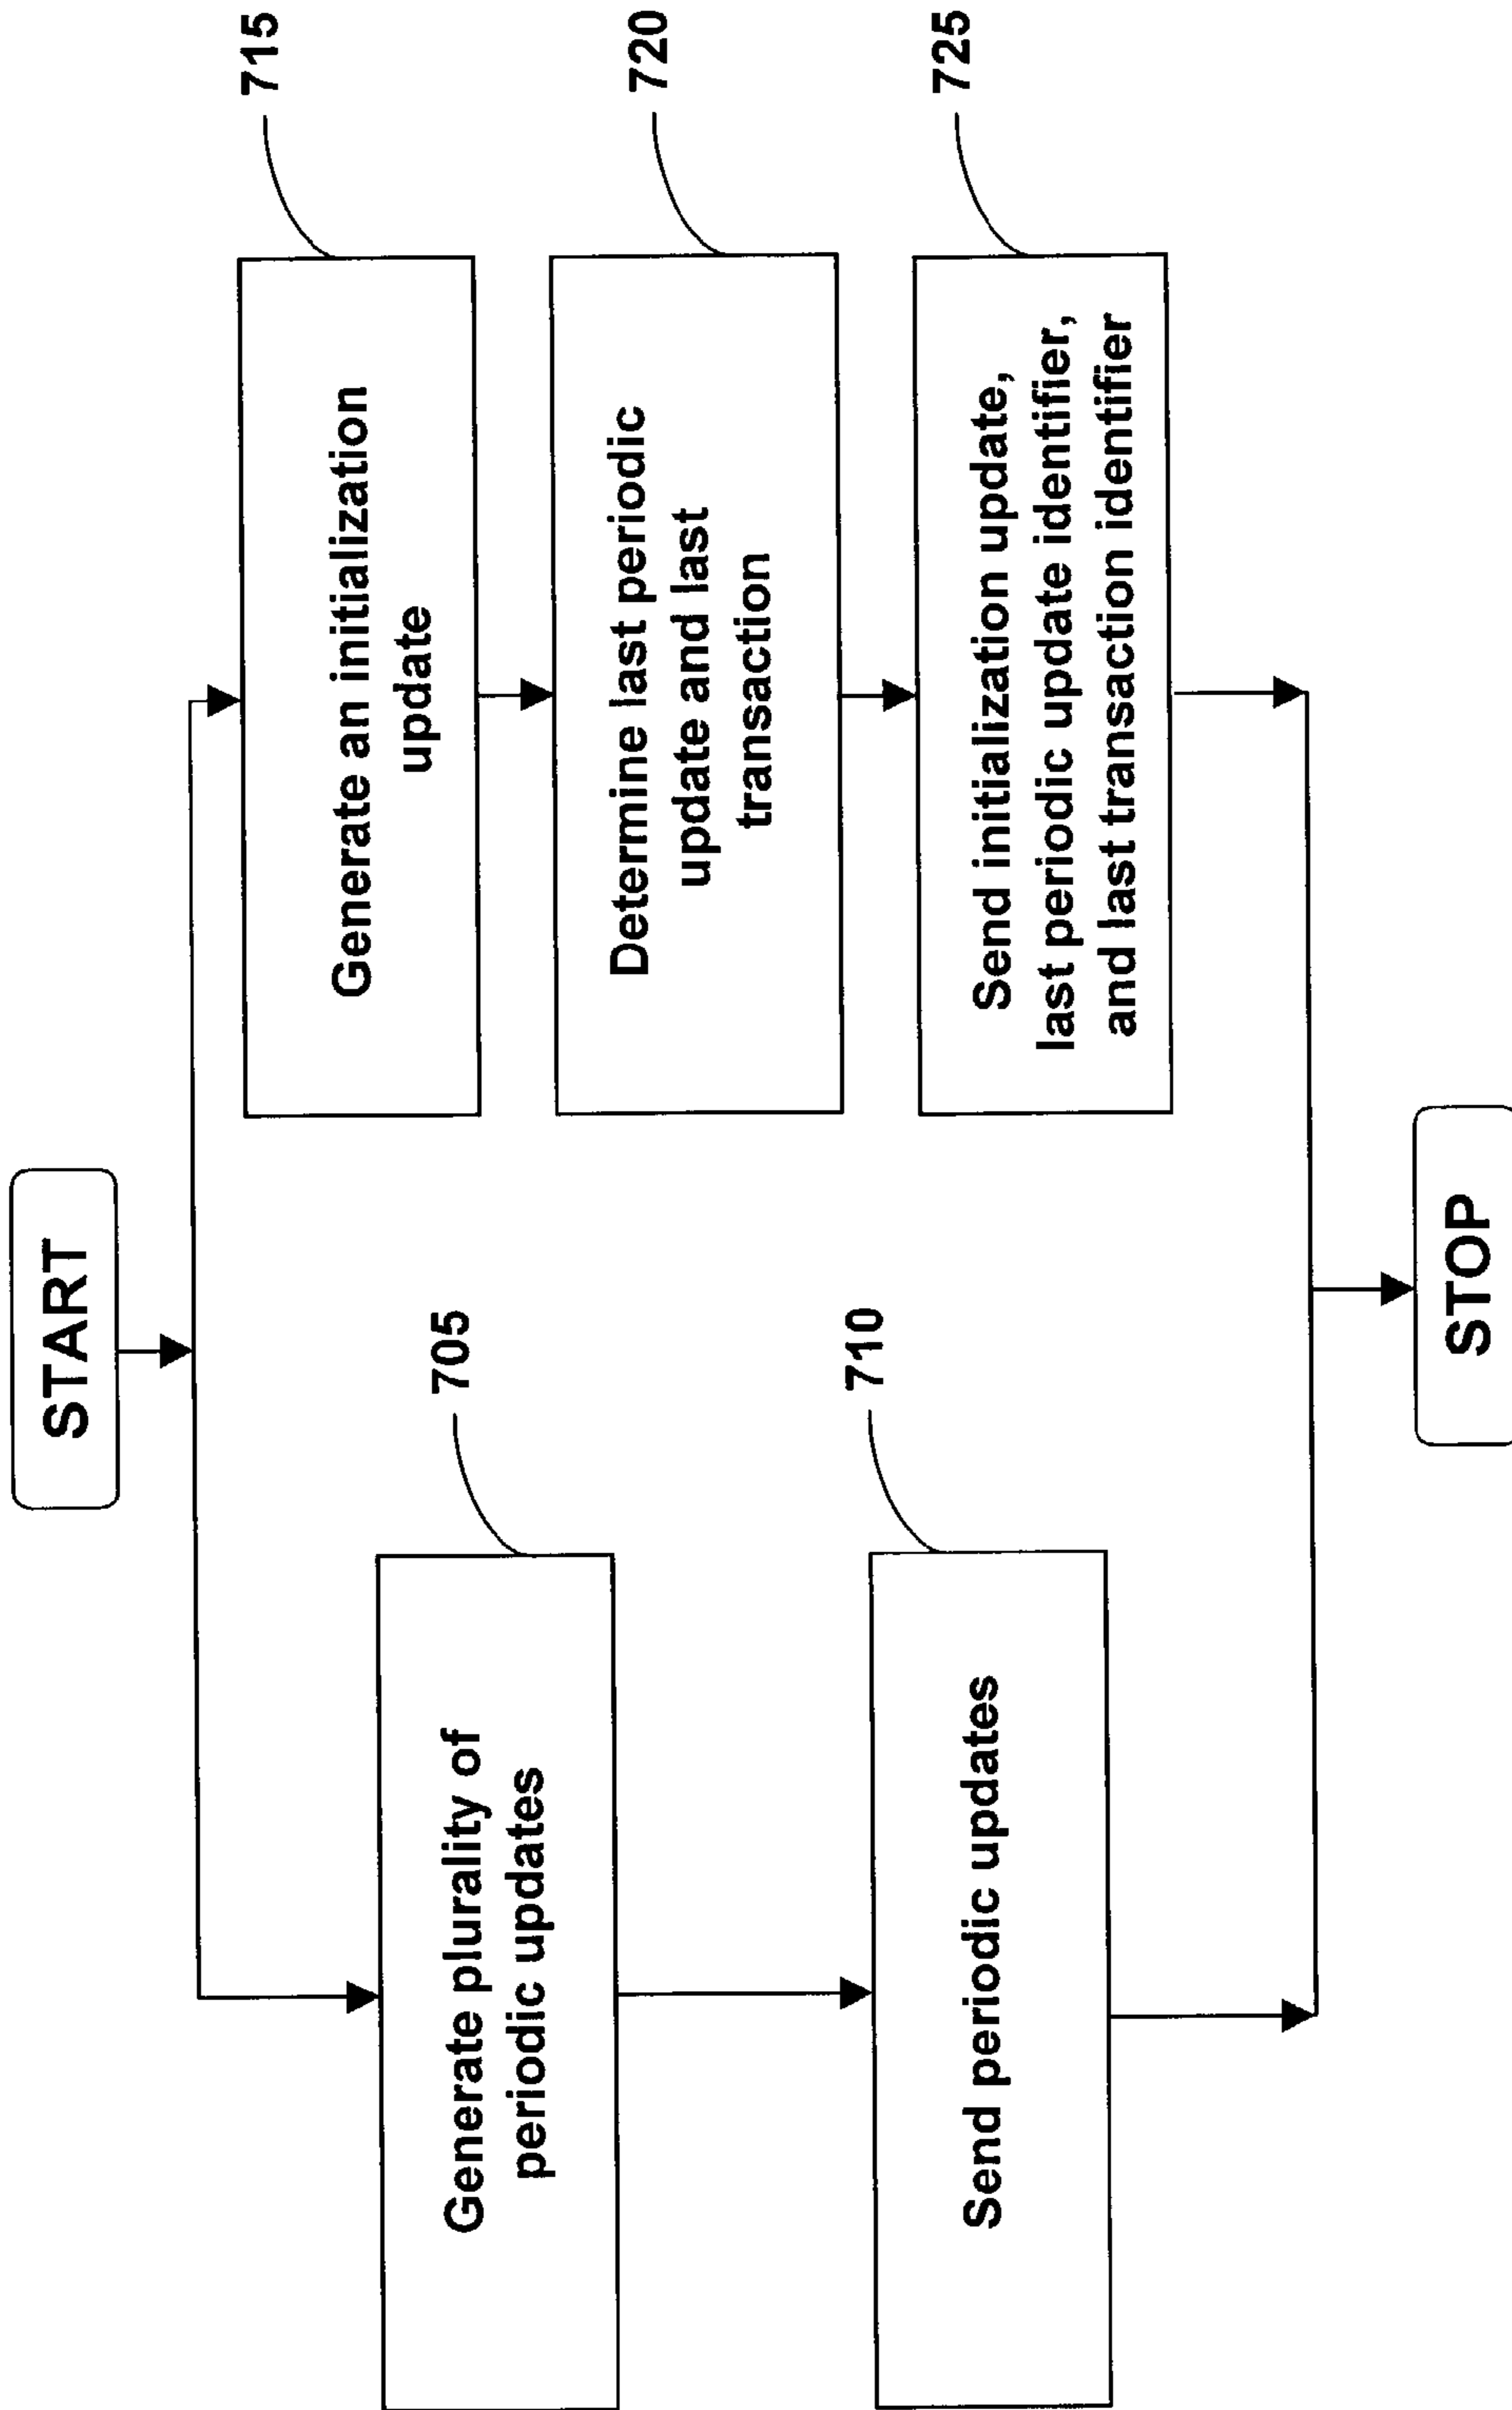 START
705
Generate plurality of
periodic updates
710
Send periodic updates
715
Generate an initialization
update
720
Determine last periodic
update and last
transaction
725
Send initialization update,
last periodic update identifier,
and last transaction identifier
STOP